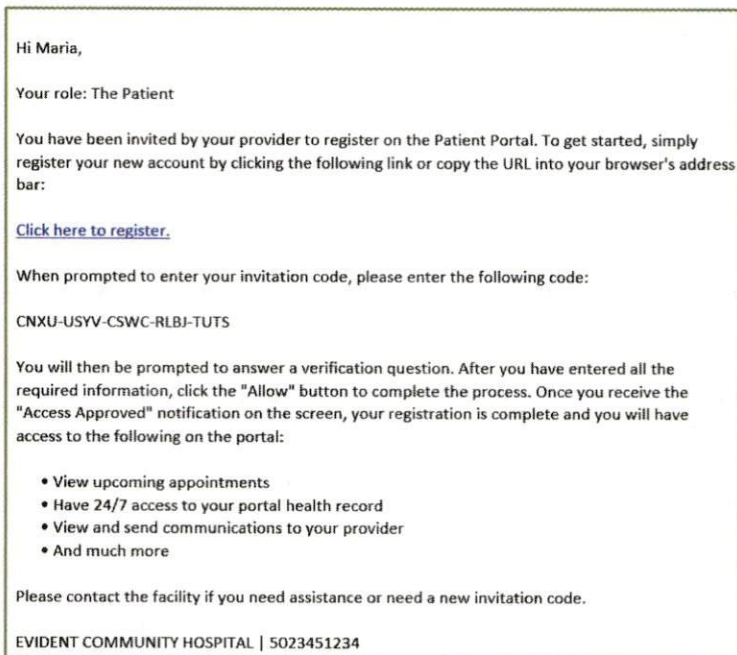 Hi Maria,
Your role: The Patient
You have been invited by your provider to register on the Patient Portal. To get started, simply
register your new account by clicking the following link or copy the URL into your browser's address
bar:
Click here to register.
When prompted to enter your invitation code, please enter the following code:
CNXU-USYV-CSWC-RLBJ-TUTS
You will then be prompted to answer a verification question. After you have entered all the
required information, click the "Allow" button to complete the process. Once you receive the
"Access Approved" notification on the screen, your registration is complete and you will have
access to the following on the portal:
• View upcoming appointments
• Have 24/7 access to your portal health record
• View and send communications to your provider
• And much more
Please contact the facility if you need assistance or need a new invitation code.
EVIDENT COMMUNITY HOSPITAL | 5023451234